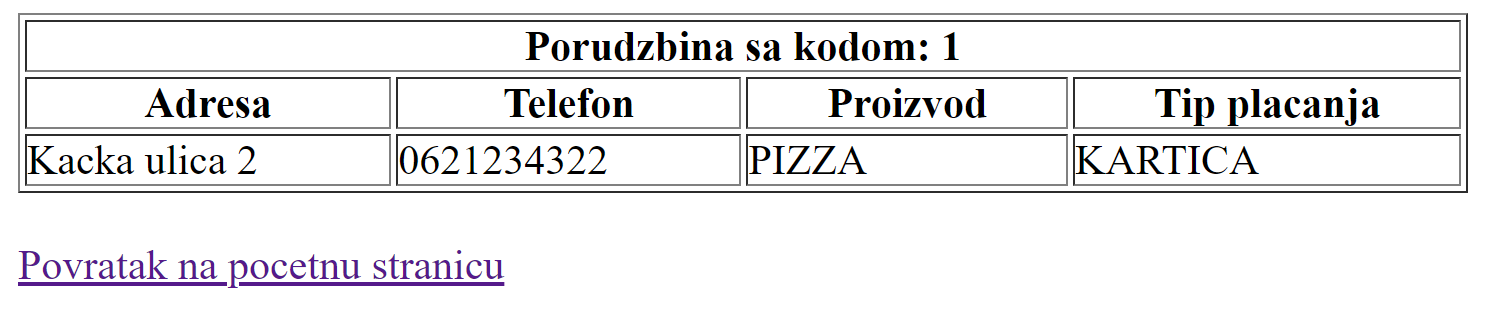 Porudzbina sa kodom: 1
Adresa Telefon Proizvod Tip placanja
Kacka ulica 2 0621234322 PIZZA KARTICA
Povratak na pocetnu stranicu